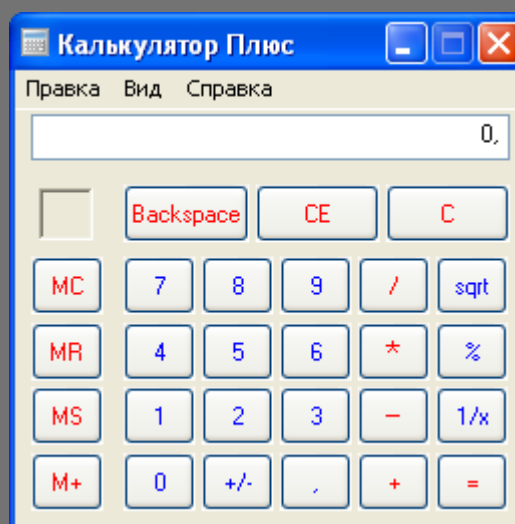 Калькулятор Плюс
Правка Вид Справка
0,
Backspace CE C
MC 7 8 9 / sqrt
MR 4 5 6 * %
MS 1 2 3 − 1/x
M+ 0 +/- , + =